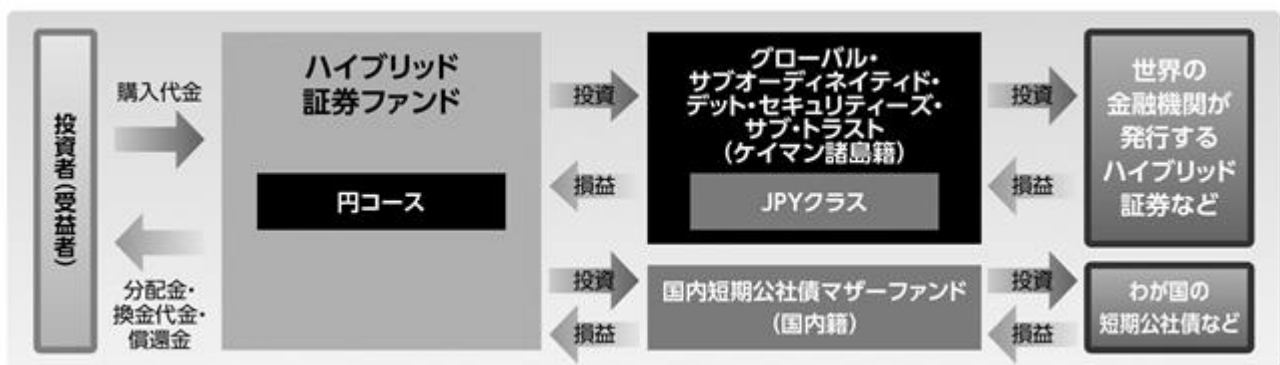 投資者(受益者)
購入代金
分配金・
換金代金・
償還金
ハイブリッド
証券ファンド
円コース
投資
損益
投資
損益
グローバル・
サブオーディネイティド・
デット・セキュリティーズ・
サブ・トラスト
(ケイマン諸島籍)
JPYクラス
国内短期公社債マザーファンド
(国内籍)
投資
損益
投資
損益
世界の
金融機関が
発行する
ハイブリッド
証券など
わが国の
短期公社債など